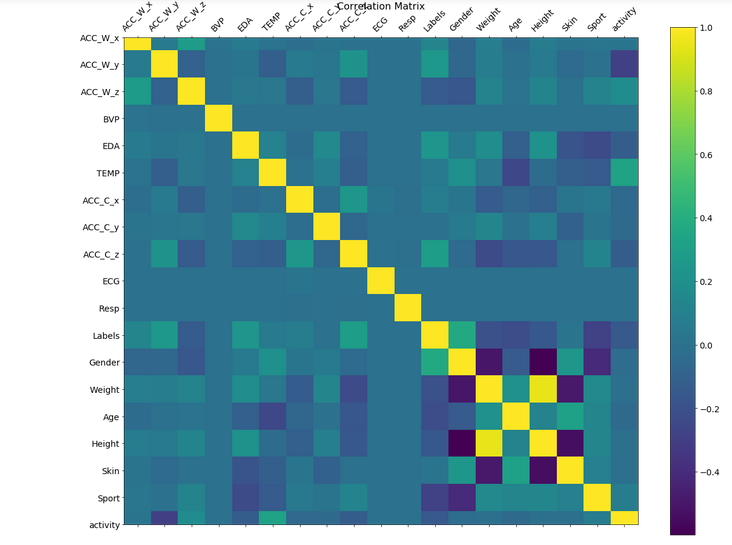 Correlation Matrix
ACC_W_x ACC_W_y ACC_W_z BVP EDA TEMP ACC_C_x ACC_C_y ACC_C_z ECG Resp Labels Gender Weight Age Height Skin Sport activity
ACC_W_x
ACC_W_y
ACC_W_z
BVP
EDA
TEMP
ACC_C_x
ACC_C_y
ACC_C_z
ECG
Resp
Labels
Gender
Weight
Age
Height
Skin
Sport
activity
1.0
0.8
0.6
0.4
0.2
0.0
−0.2
−0.4